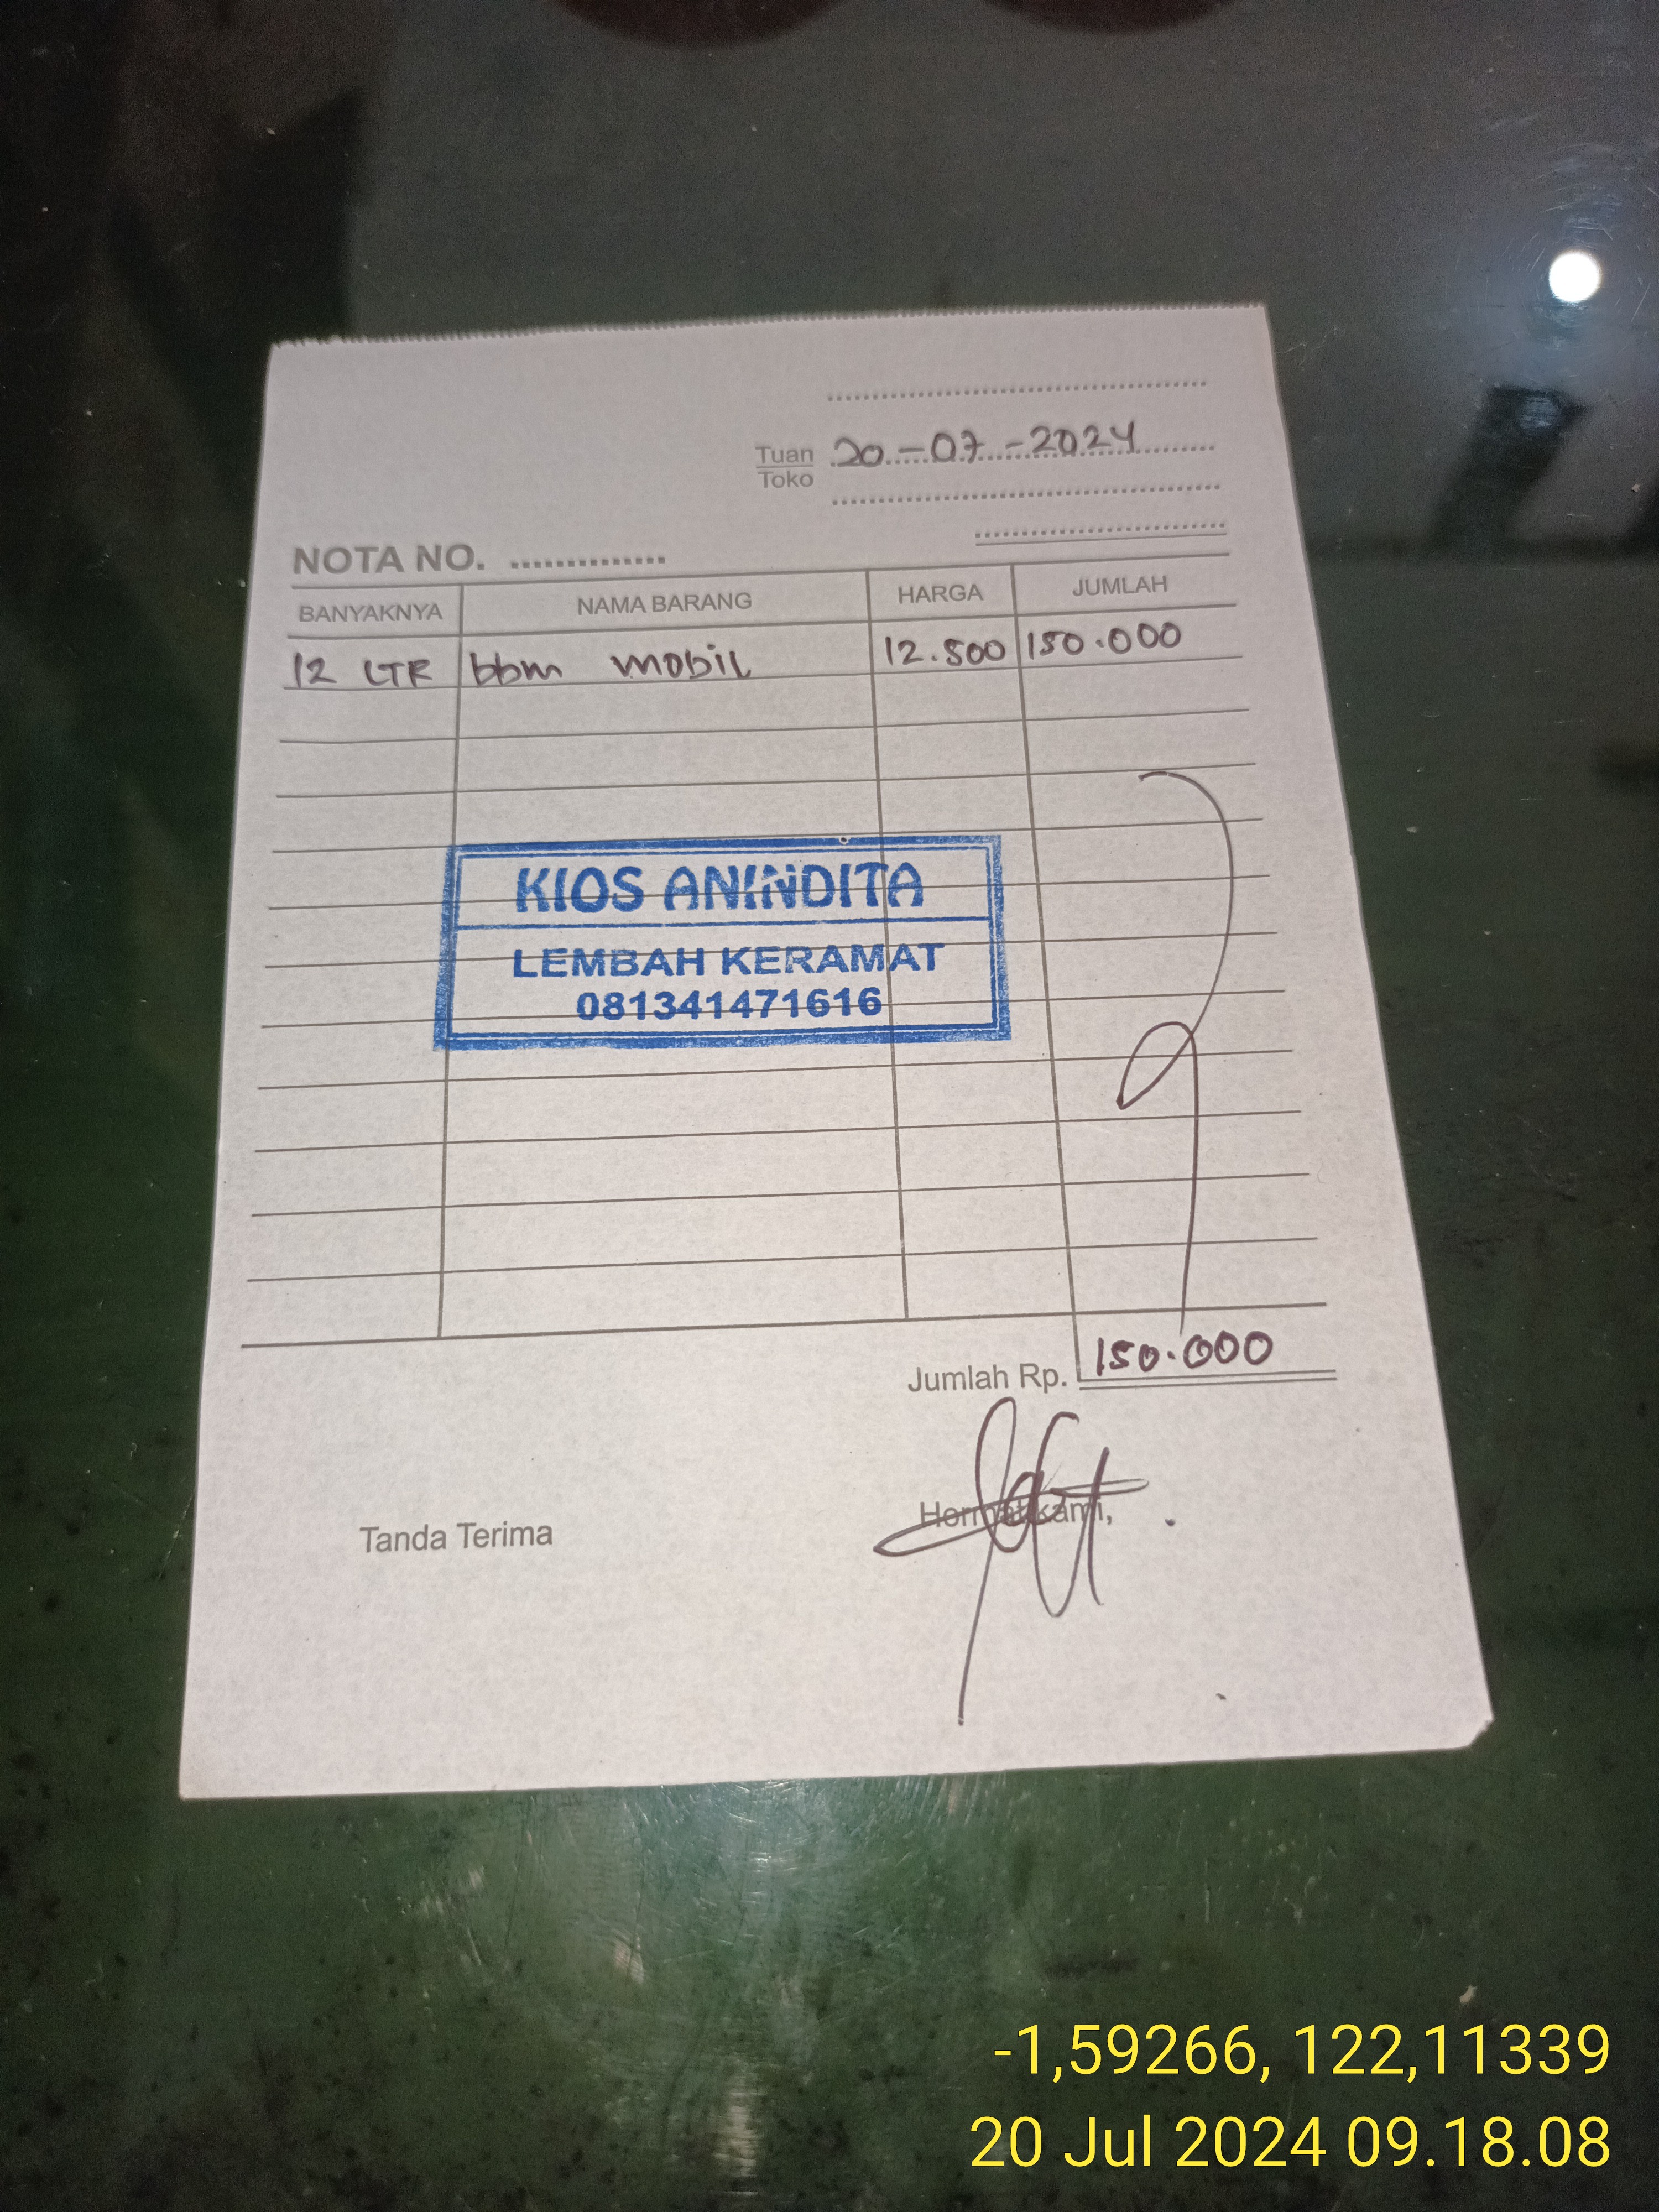 Tuan 20-07-2024
Toko
NOTA NO. ..............
BANYAKNYA NAMA BARANG HARGA JUMLAH
12 LTR bbm mobil 12.500 150.000
KIOS ANINDITA
LEMBAH KERAMAT
081341471616
Jumlah Rp. 150.000
Tanda Terima Hormat kami,
-1,59266, 122,11339
20 Jul 2024 09.18.08